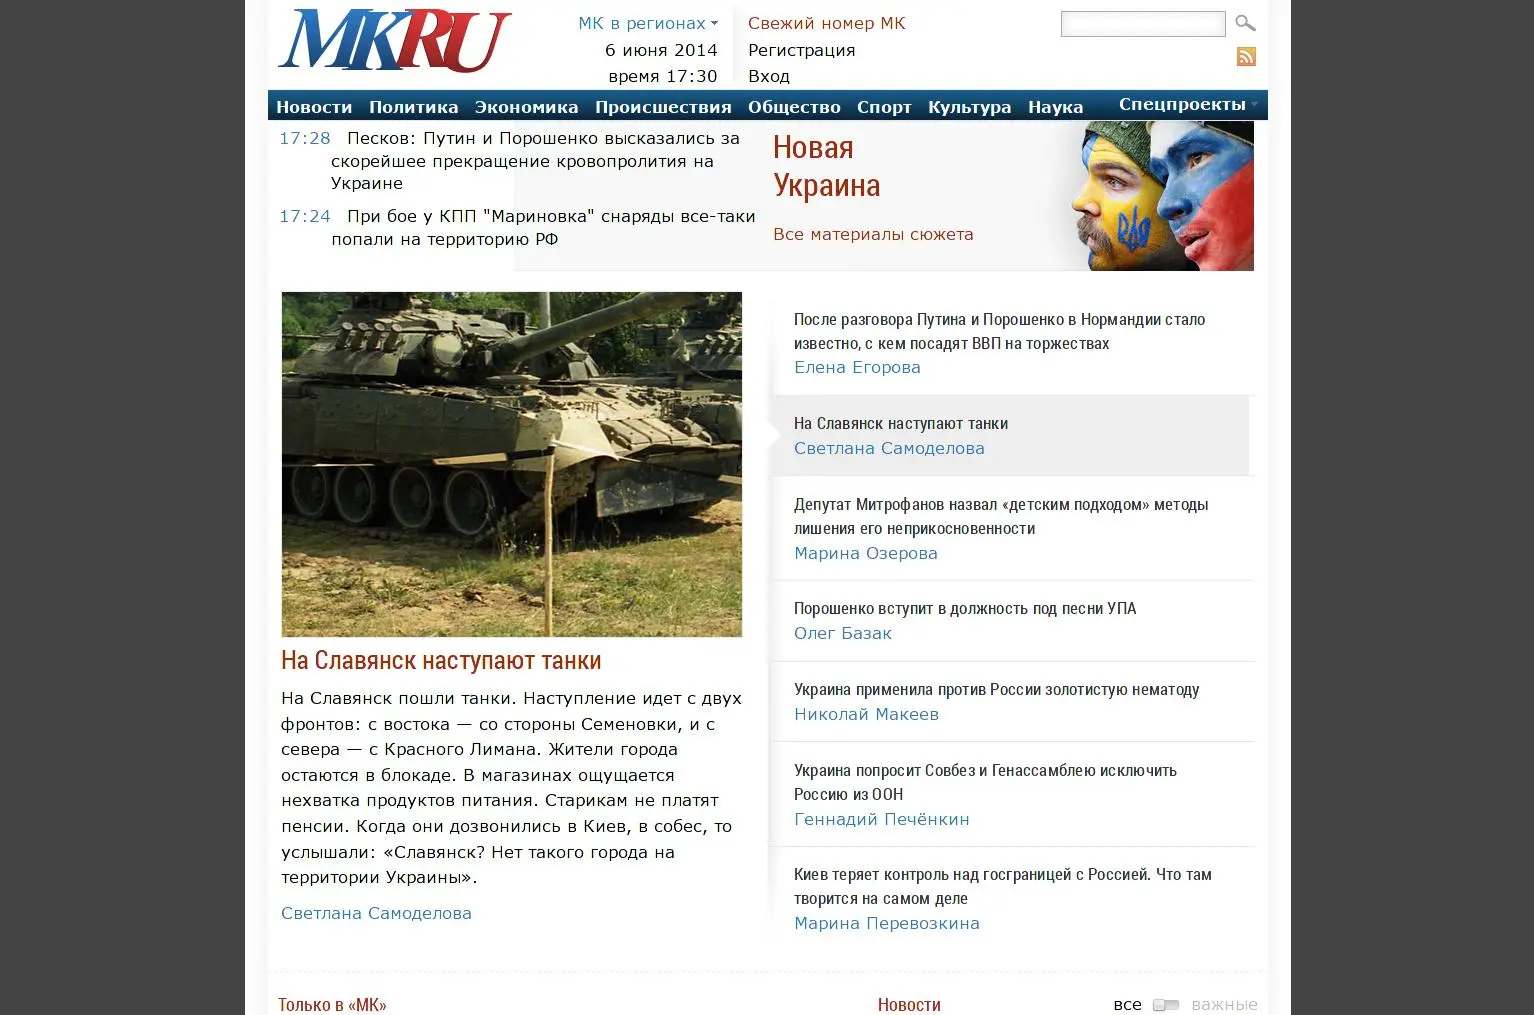 MKRU
МК в регионах
6 июня 2014
время 17:30
Свежий номер МК
Регистрация
Вход
Новости Политика Экономика Происшествия Общество Спорт Культура Наука Спецпроекты
17:28 Песков: Путин и Порошенко высказались за
скорейшее прекращение кровопролития на
Украине
17:24 При бое у КПП "Мариновка" снаряды все-таки
попали на территорию РФ
Новая
Украина
Все материалы сюжета
На Славянск наступают танки
На Славянск пошли танки. Наступление идет с двух
фронтов: с востока — со стороны Семеновки, и с
севера — с Красного Лимана. Жители города
остаются в блокаде. В магазинах ощущается
нехватка продуктов питания. Старикам не платят
пенсии. Когда они дозвонились в Киев, в собес, то
услышали: «Славянск? Нет такого города на
территории Украины».
Светлана Самоделова
После разговора Путина и Порошенко в Нормандии стало
известно, с кем посадят ВВП на торжествах
Елена Егорова
На Славянск наступают танки
Светлана Самоделова
Депутат Митрофанов назвал «детским подходом» методы
лишения его неприкосновенности
Марина Озерова
Порошенко вступит в должность под песни УПА
Олег Базак
Украина применила против России золотистую нематоду
Николай Макеев
Украина попросит Совбез и Генассамблею исключить
Россию из ООН
Геннадий Печёнкин
Киев теряет контроль над госграницей с Россией. Что там
творится на самом деле
Марина Перевозкина
Только в «МК»
Новости
все важные